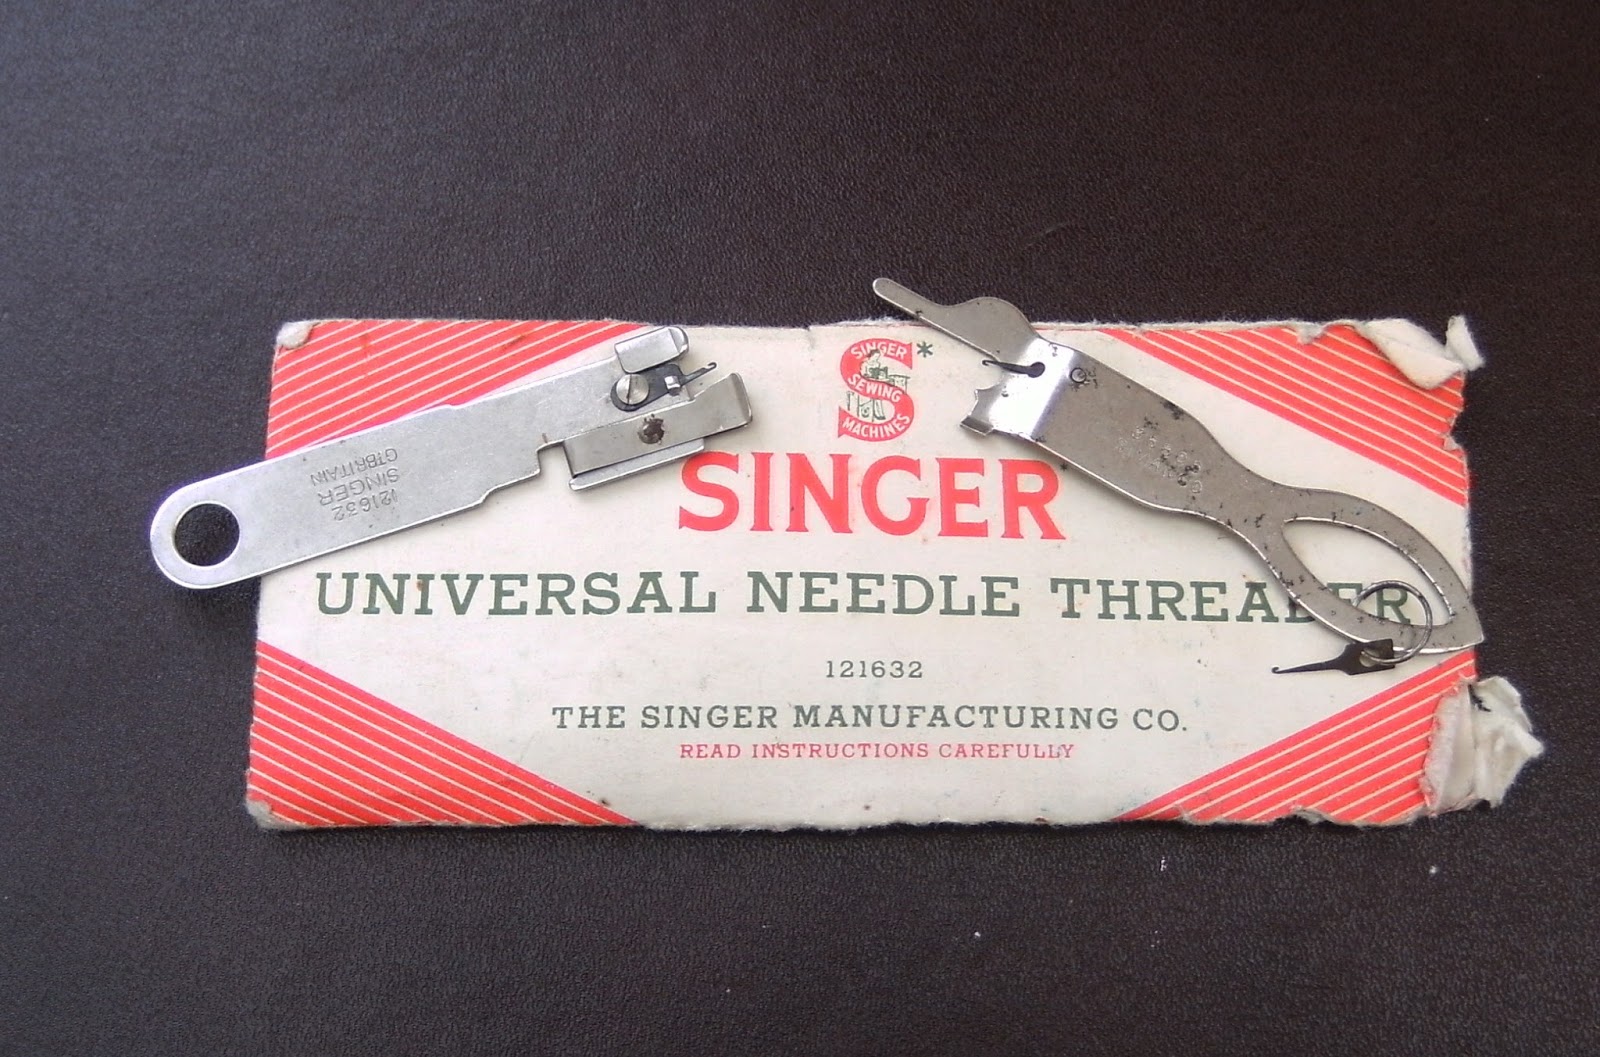 SINGER
SEWING
MACHINES
*
SINGER
UNIVERSAL NEEDLE THREADER
121632
THE SINGER MANUFACTURING CO.
READ INSTRUCTIONS CAREFULLY
121632
SINGER
GT BRITAIN